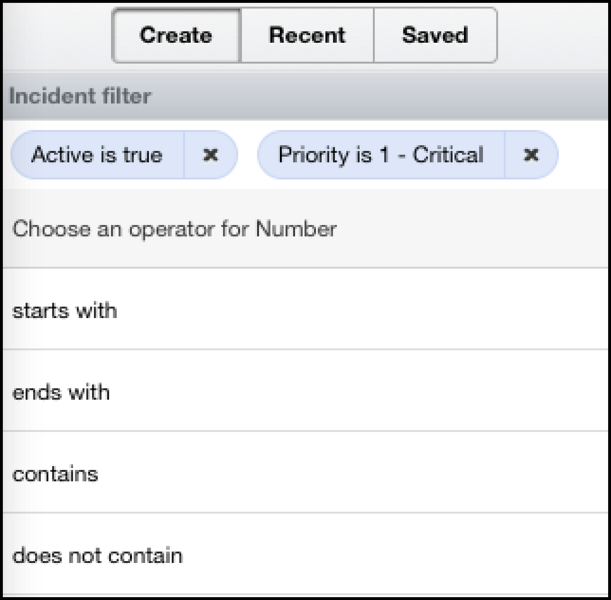 Create Recent Saved
Incident filter
Active is true × Priority is 1 - Critical ×
Choose an operator for Number
starts with
ends with
contains
does not contain